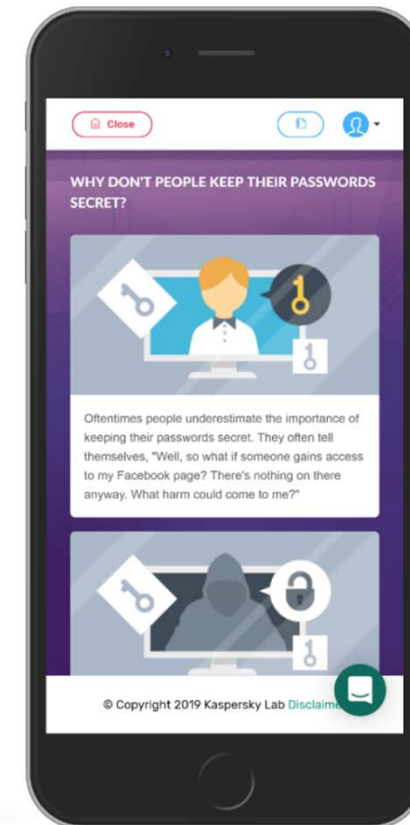 Close
WHY DON'T PEOPLE KEEP THEIR PASSWORDS
SECRET?
Oftentimes people underestimate the importance of
keeping their passwords secret. They often tell
themselves, "Well, so what if someone gains access
to my Facebook page? There's nothing on there
anyway. What harm could come to me?"
© Copyright 2019 Kaspersky Lab Disclaime